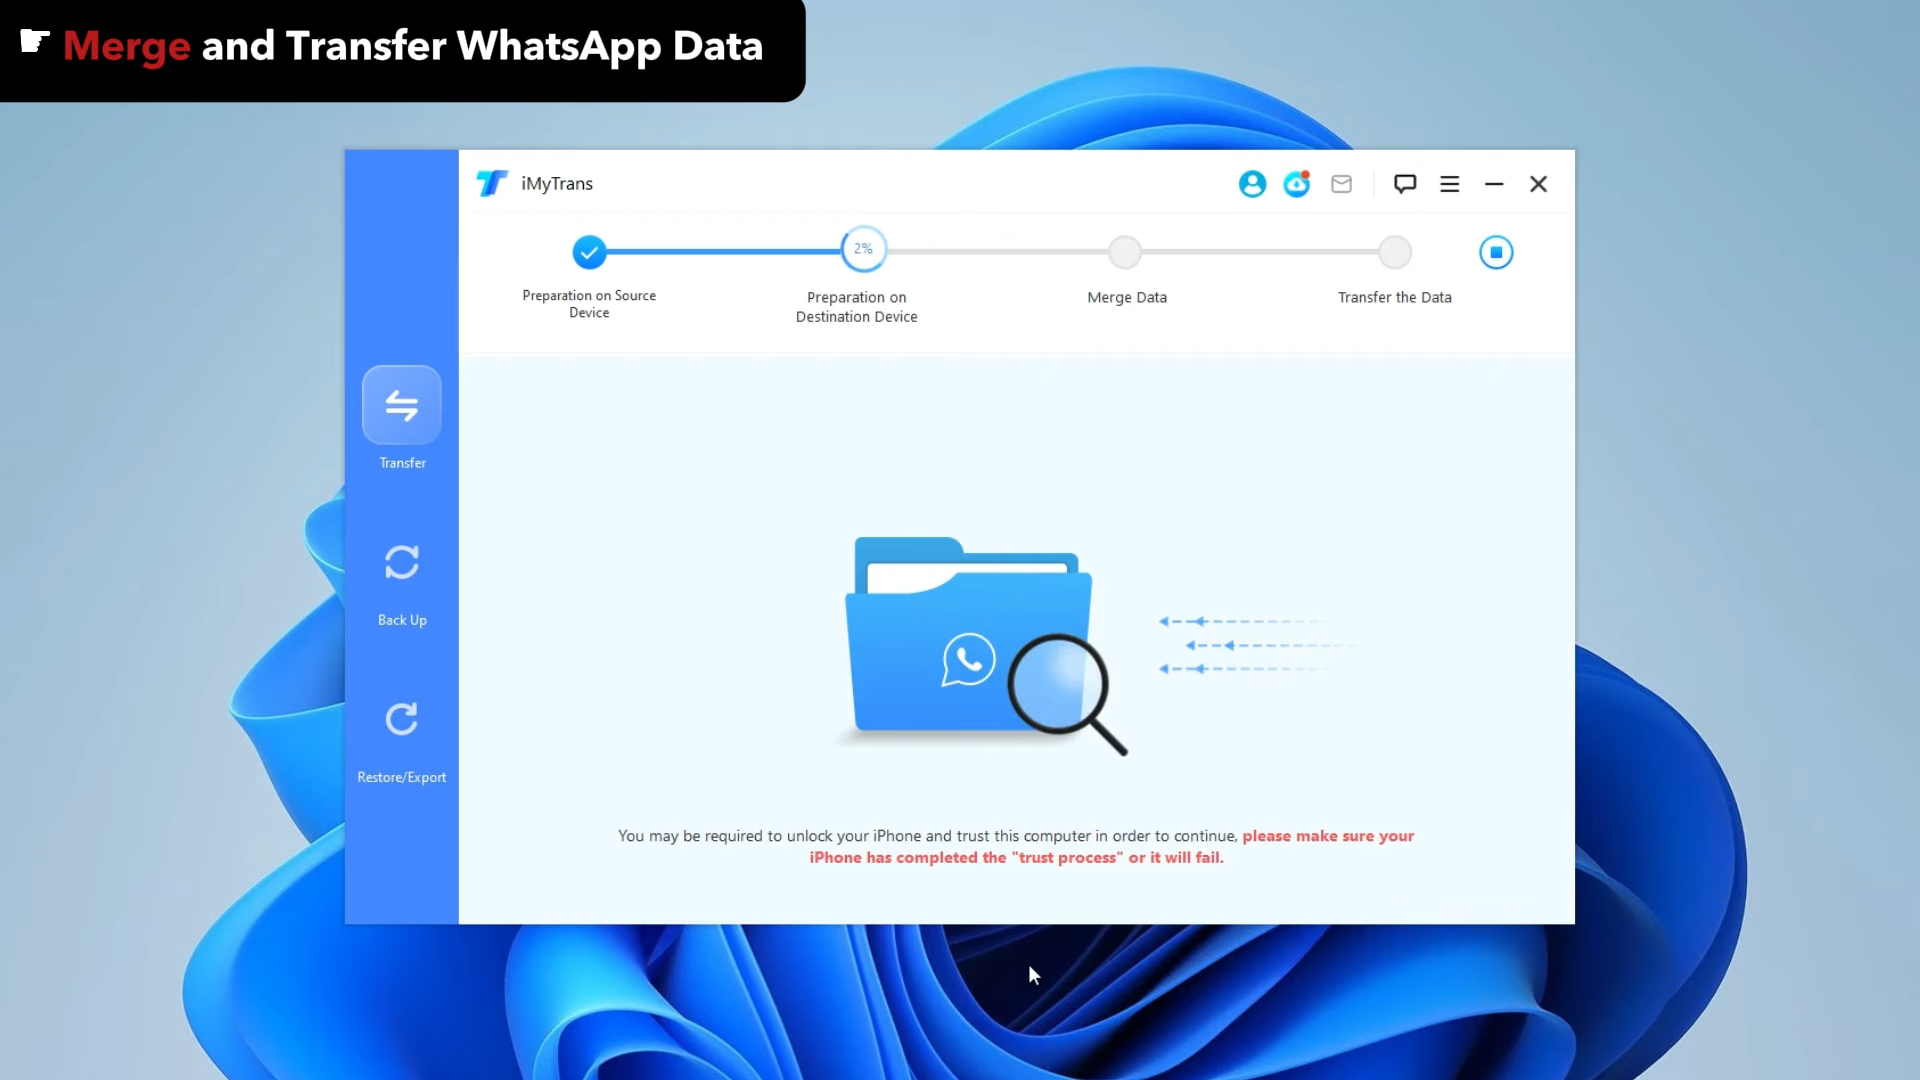 ☛ Merge and Transfer WhatsApp Data
iMyTrans
2%
Preparation on Source
Device
Preparation on
Destination Device
Merge Data
Transfer the Data
Transfer
Back Up
Restore/Export
You may be required to unlock your iPhone and trust this computer in order to continue, please make sure your
iPhone has completed the "trust process" or it will fail.